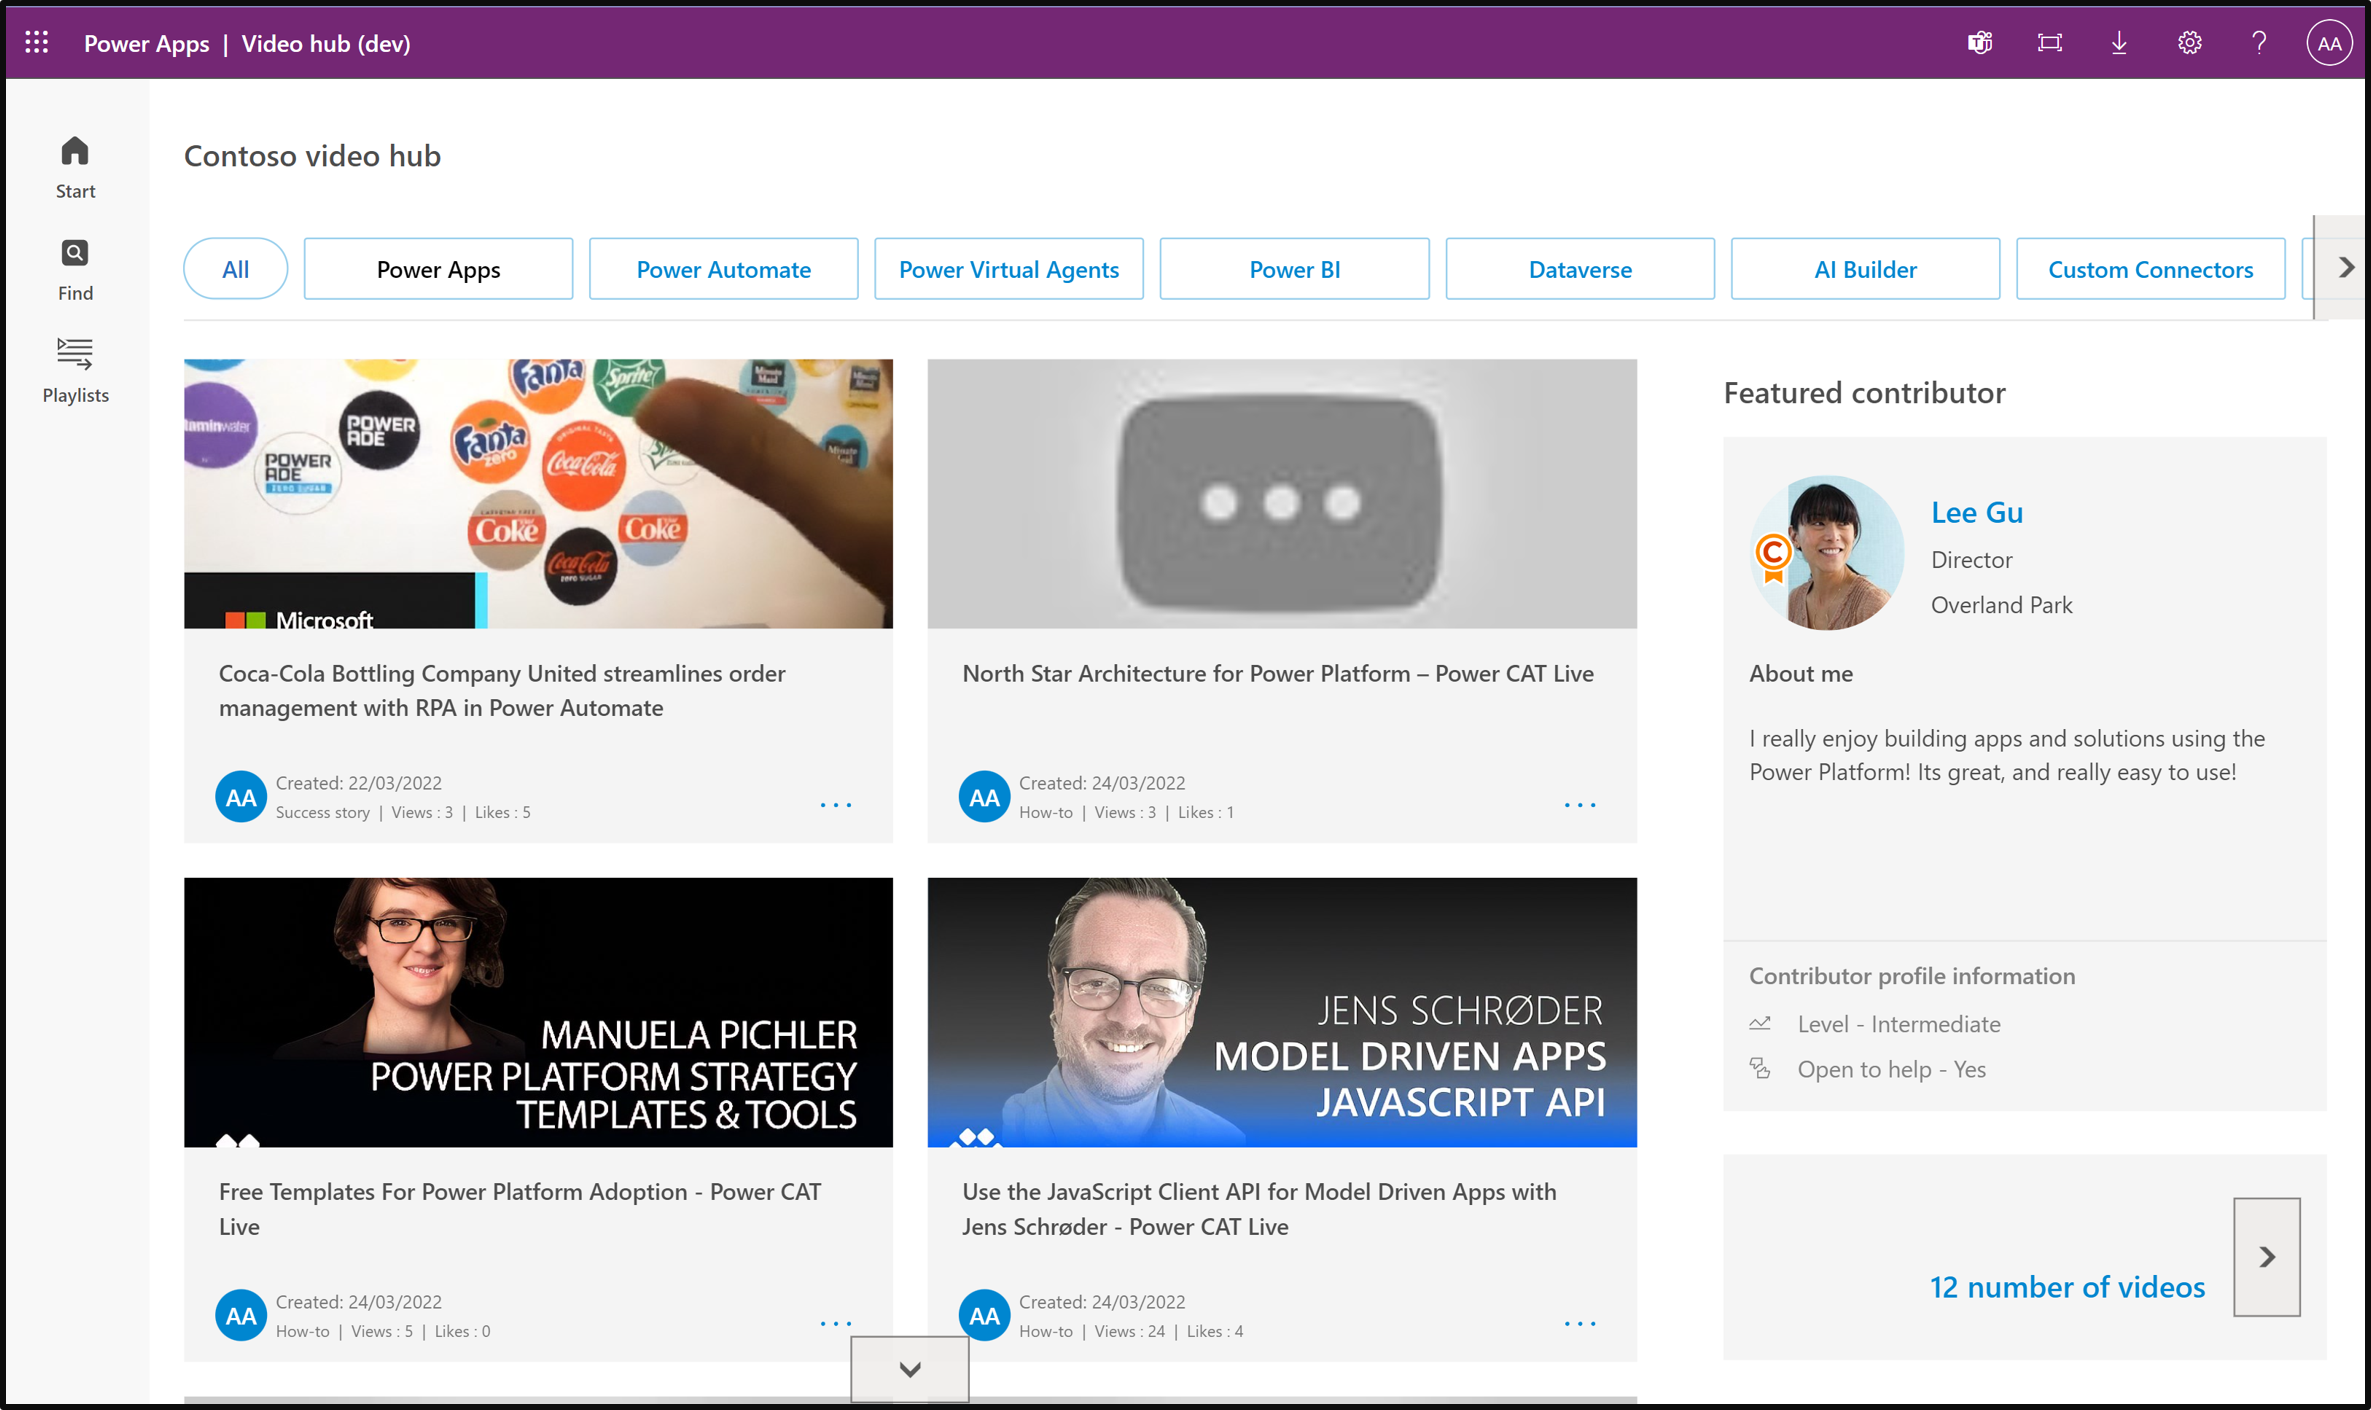 Power Apps | Video hub (dev)
AA
Start
Find
Playlists
Contoso video hub
All
Power Apps
Power Automate
Power Virtual Agents
Power BI
Dataverse
AI Builder
Custom Connectors
Fanta
Sprite
POWER
ADE
POWER
ADE
ZERO SUGAR
Fanta
zero
ORIGINAL TASTE
Coca-Cola
Coke
Coke
Coca-Cola
ZERO SUGAR
Microsoft
Coca-Cola Bottling Company United streamlines order
management with RPA in Power Automate
AA
Created: 22/03/2022
Success story | Views : 3 | Likes : 5
North Star Architecture for Power Platform – Power CAT Live
AA
Created: 24/03/2022
How-to | Views : 3 | Likes : 1
MANUELA PICHLER
POWER PLATFORM STRATEGY
TEMPLATES & TOOLS
Free Templates For Power Platform Adoption - Power CAT
Live
AA
Created: 24/03/2022
How-to | Views : 5 | Likes : 0
JENS SCHRØDER
MODEL DRIVEN APPS
JAVASCRIPT API
Use the JavaScript Client API for Model Driven Apps with
Jens Schrøder - Power CAT Live
AA
Created: 24/03/2022
How-to | Views : 24 | Likes : 4
Featured contributor
C
Lee Gu
Director
Overland Park
About me
I really enjoy building apps and solutions using the
Power Platform! Its great, and really easy to use!
Contributor profile information
Level - Intermediate
Open to help - Yes
12 number of videos